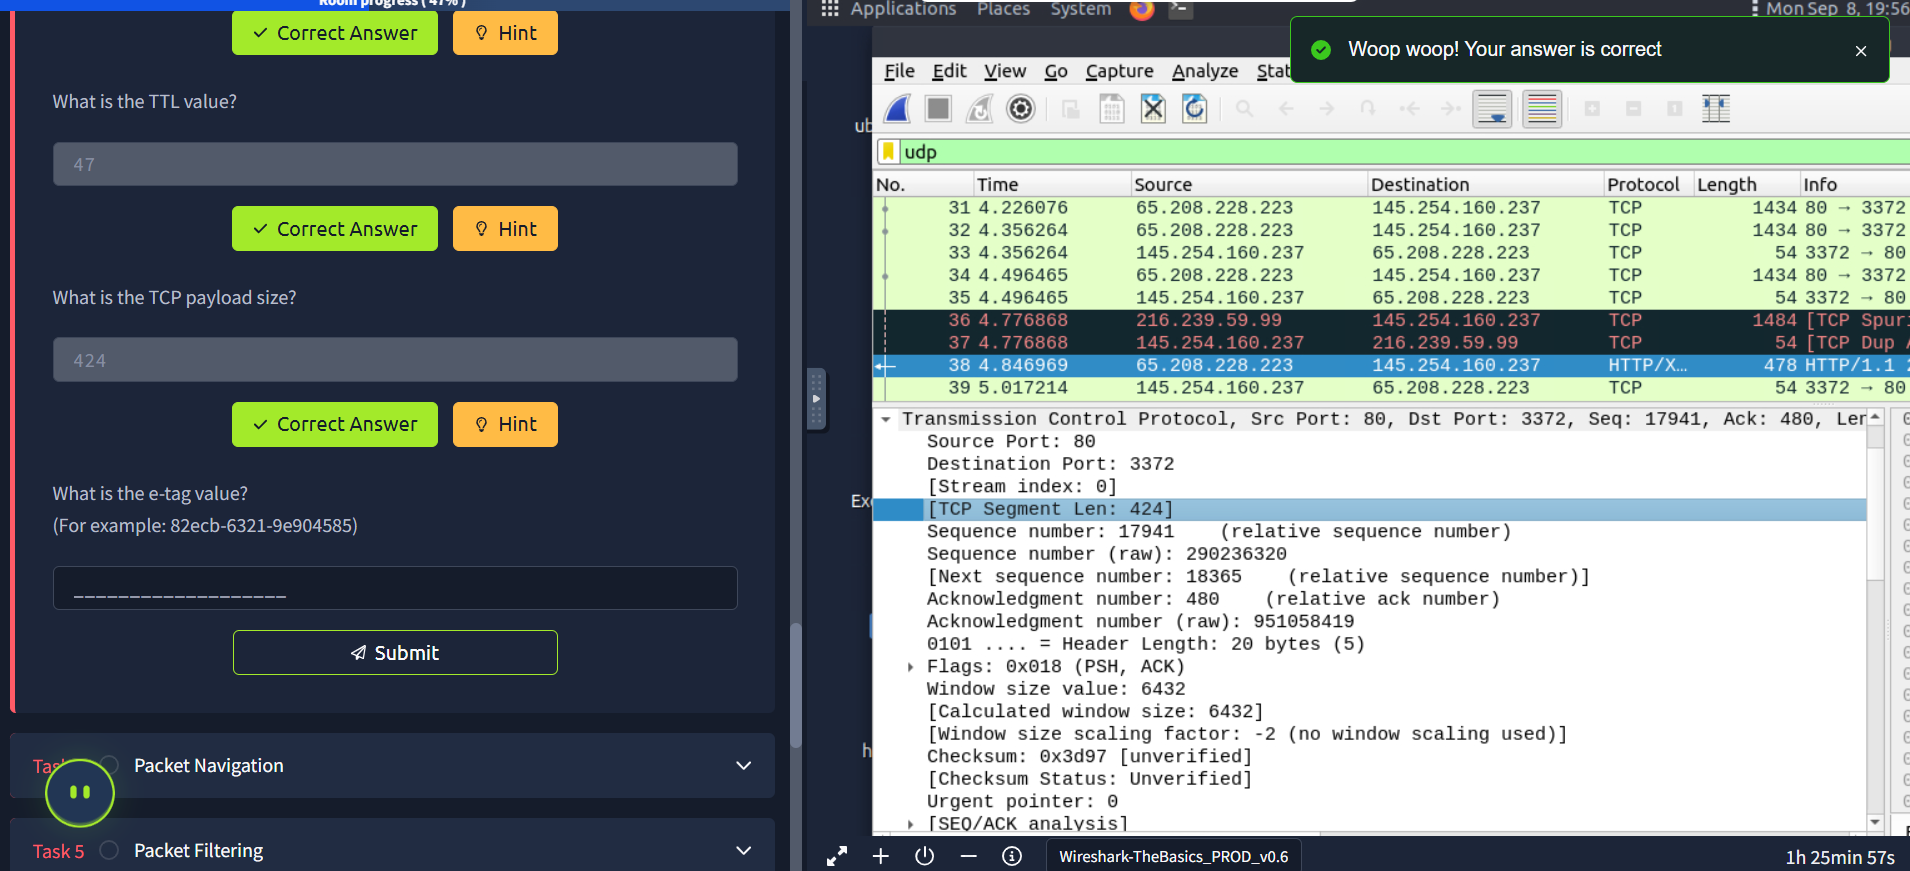 Room progress ( 47% )
Correct Answer
Hint
What is the TTL value?
47
Correct Answer
Hint
What is the TCP payload size?
424
Correct Answer
Hint
What is the e-tag value?
(For example: 82ecb-6321-9e904585)
___________________
Submit
Packet Navigation
Task 5 Packet Filtering
Applications Places System
Mon Sep 8, 19:56
Woop woop! Your answer is correct
File Edit View Go Capture Analyze Stat
udp
No. Time Source Destination Protocol Length Info
31 4.226076 65.208.228.223 145.254.160.237 TCP 1434 80 → 3372
32 4.356264 65.208.228.223 145.254.160.237 TCP 1434 80 → 3372
33 4.356264 145.254.160.237 65.208.228.223 TCP 54 3372 → 80
34 4.496465 65.208.228.223 145.254.160.237 TCP 1434 80 → 3372
35 4.496465 145.254.160.237 65.208.228.223 TCP 54 3372 → 80
36 4.776868 216.239.59.99 145.254.160.237 TCP 1484 [TCP Spur
37 4.776868 145.254.160.237 216.239.59.99 TCP 54 [TCP Dup
38 4.846969 65.208.228.223 145.254.160.237 HTTP/X… 478 HTTP/1.1
39 5.017214 145.254.160.237 65.208.228.223 TCP 54 3372 → 80
Transmission Control Protocol, Src Port: 80, Dst Port: 3372, Seq: 17941, Ack: 480, Ler
Source Port: 80
Destination Port: 3372
[Stream index: 0]
[TCP Segment Len: 424]
Sequence number: 17941 (relative sequence number)
Sequence number (raw): 290236320
[Next sequence number: 18365 (relative sequence number)]
Acknowledgment number: 480 (relative ack number)
Acknowledgment number (raw): 951058419
0101 .... = Header Length: 20 bytes (5)
Flags: 0x018 (PSH, ACK)
Window size value: 6432
[Calculated window size: 6432]
[Window size scaling factor: -2 (no window scaling used)]
Checksum: 0x3d97 [unverified]
[Checksum Status: Unverified]
Urgent pointer: 0
[SEQ/ACK analysis]
Wireshark-TheBasics_PROD_v0.6
1h 25min 57s